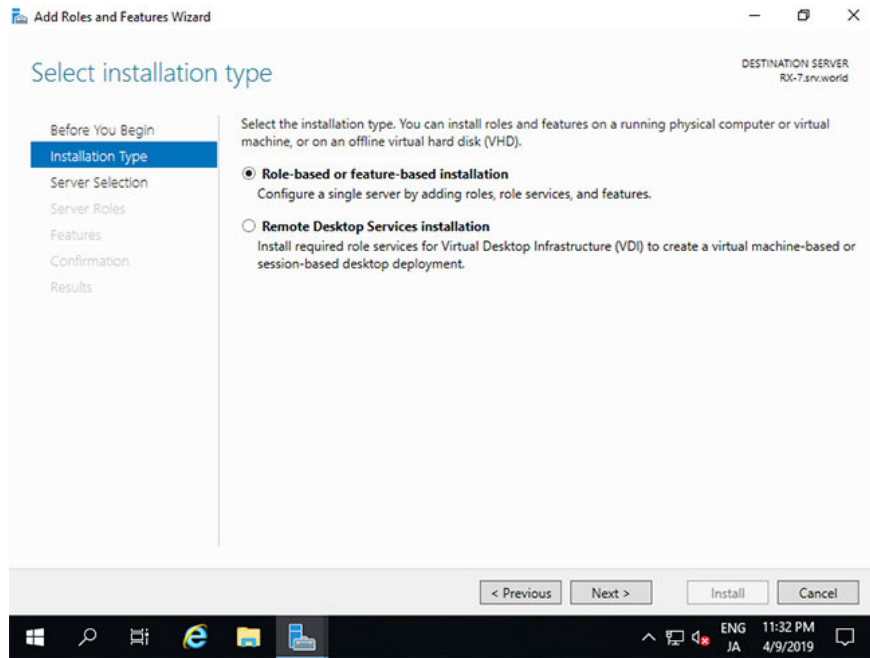 Add Roles and Features Wizard
Select installation type
DESTINATION SERVER
RX-7.srv.world
Before You Begin
Installation Type
Server Selection
Server Roles
Features
Confirmation
Results
Select the installation type. You can install roles and features on a running physical computer or virtual
machine, or on an offline virtual hard disk (VHD).
Role-based or feature-based installation
Configure a single server by adding roles, role services, and features.
Remote Desktop Services installation
Install required role services for Virtual Desktop Infrastructure (VDI) to create a virtual machine-based or
session-based desktop deployment.
< Previous
Next >
Install
Cancel
ENG
JA
11:32 PM
4/9/2019